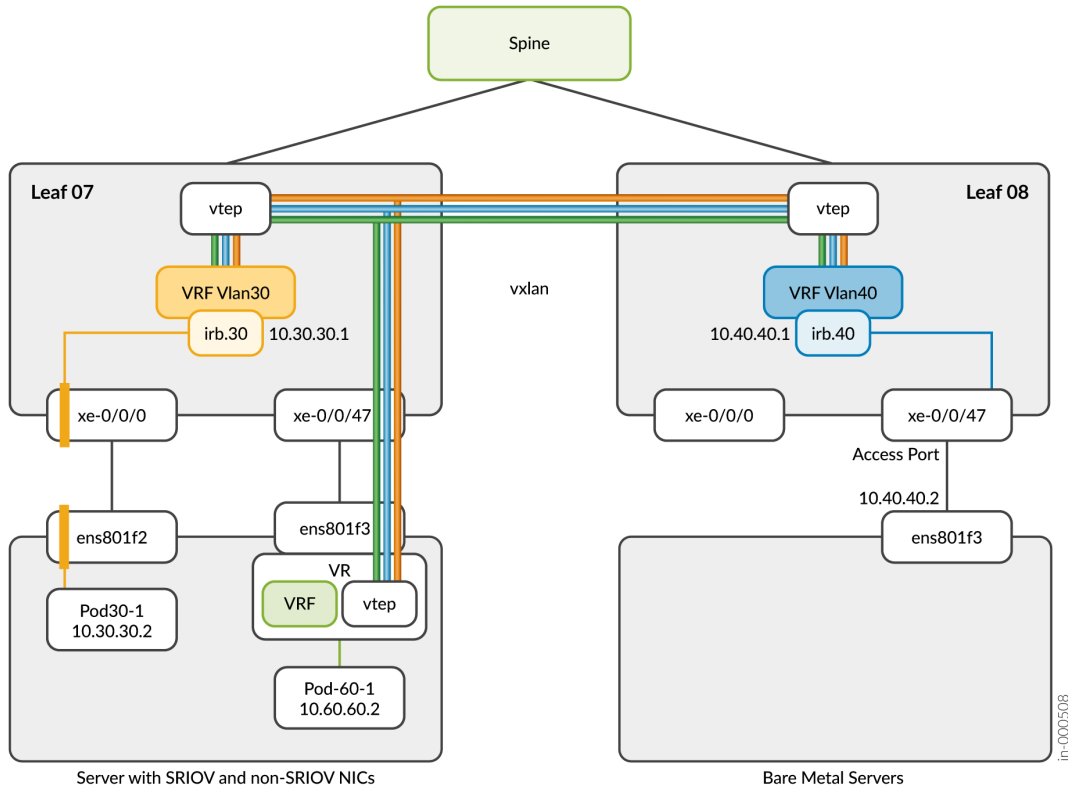 Spine
Leaf 07
vtep
vtep
Leaf 08
VRF Vlan30
irb.30
10.30.30.1
vxlan
VRF Vlan40
10.40.40.1
irb.40
xe-0/0/0
xe-0/0/47
xe-0/0/0
xe-0/0/47
Access Port
10.40.40.2
ens801f2
ens801f3
ens801f3
VR
VRF
vtep
Pod30-1
10.30.30.2
Pod-60-1
10.60.60.2
Server with SRIOV and non-SRIOV NICs
Bare Metal Servers
in-000508